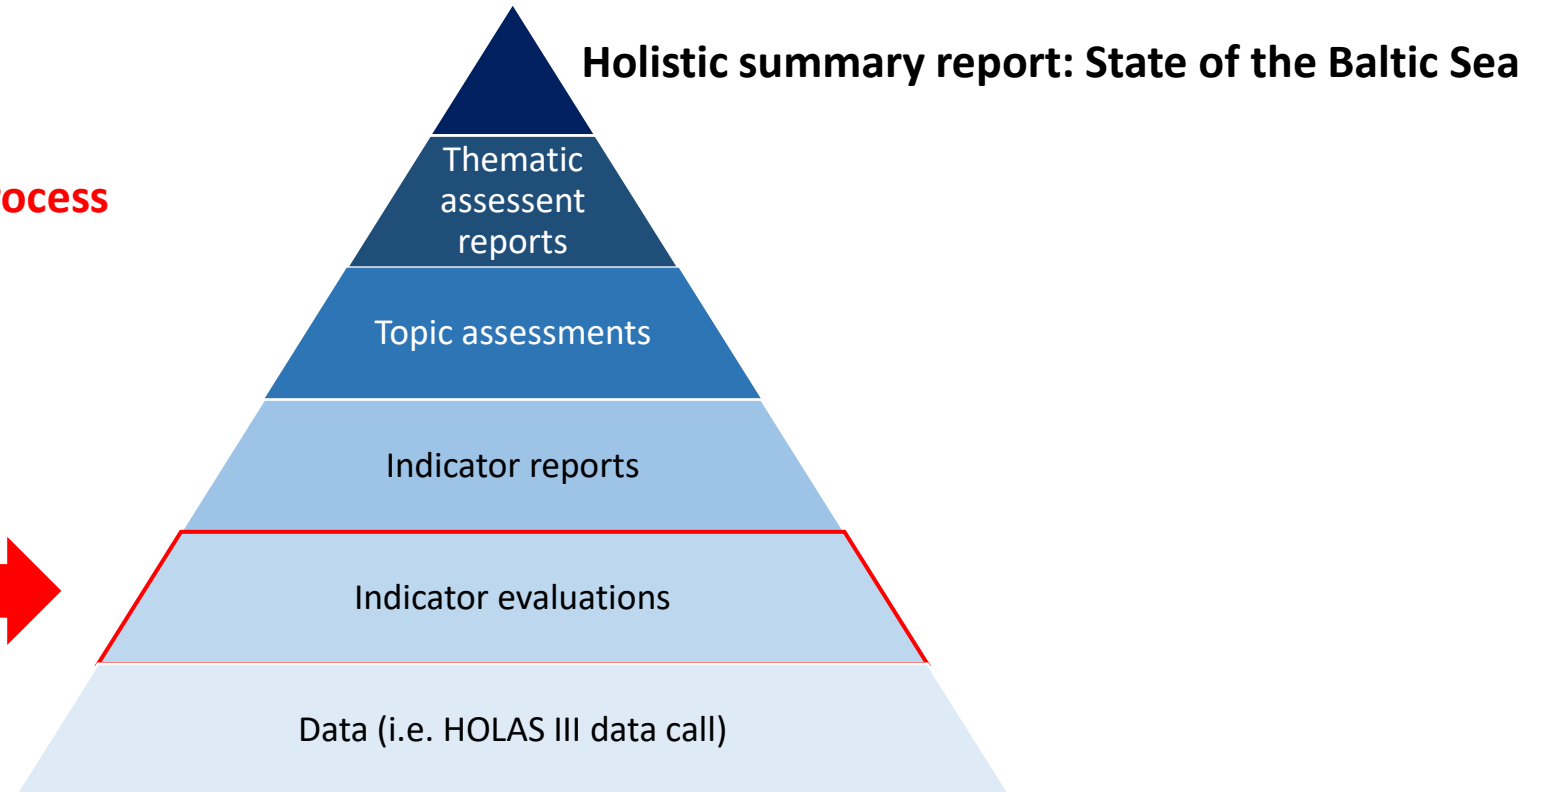 Holistic summary report: State of the Baltic Sea
rocess
Thematic
assessent
reports
Topic assessments
Indicator reports
Indicator evaluations
Data (i.e. HOLAS III data call)